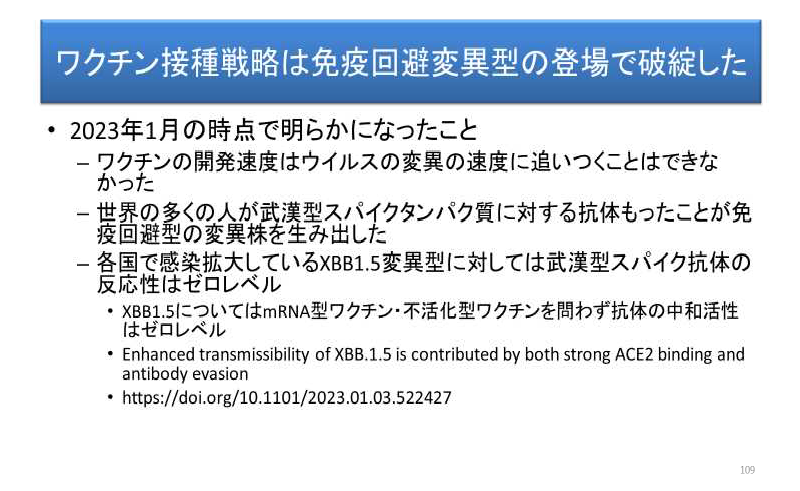 ワクチン接種戦略は免疫回避変異型の登場で破綻した
• 2023年1月の時点で明らかになったこと
– ワクチンの開発速度はウイルスの変異の速度に追いつくことはできな
かった
– 世界の多くの人が武漢型スパイクタンパク質に対する抗体もったことが免
疫回避型の変異株を生み出した
– 各国で感染拡大しているXBB1.5変異型に対しては武漢型スパイク抗体の
反応性はゼロレベル
• XBB1.5についてはmRNA型ワクチン・不活化型ワクチンを問わず抗体の中和活性
はゼロレベル
• Enhanced transmissibility of XBB.1.5 is contributed by both strong ACE2 binding and
antibody evasion
• https://doi.org/10.1101/2023.01.03.522427
109